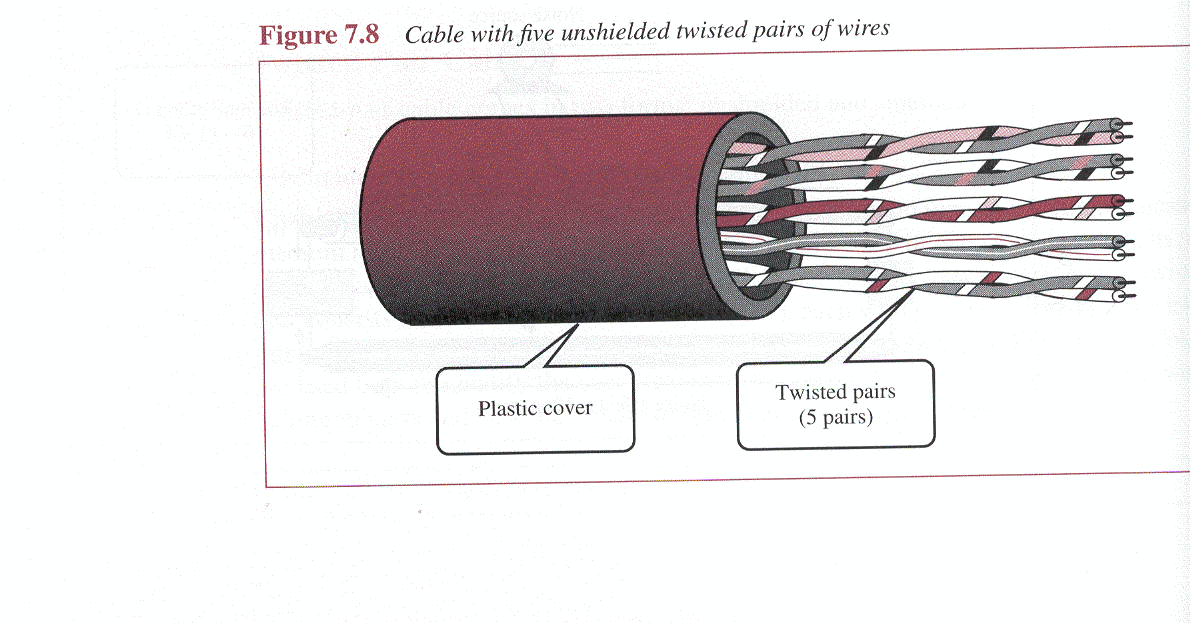 Figure 7.8 Cable with five unshielded twisted pairs of wires
Plastic cover
Twisted pairs
(5 pairs)